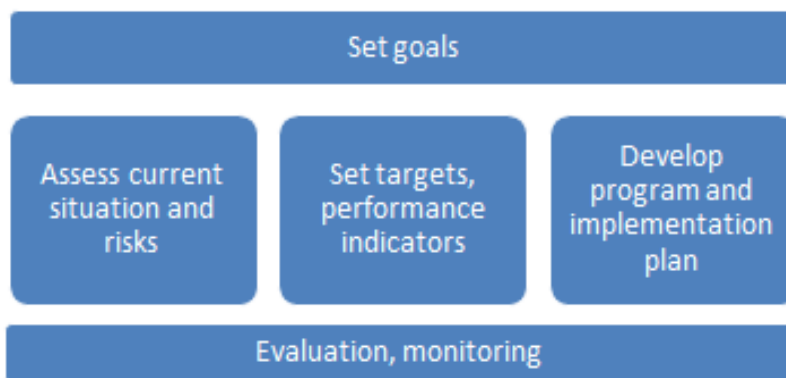 Set goals
Assess current
situation and
risks
Set targets,
performance
indicators
Develop
program and
implementation
plan
Evaluation, monitoring